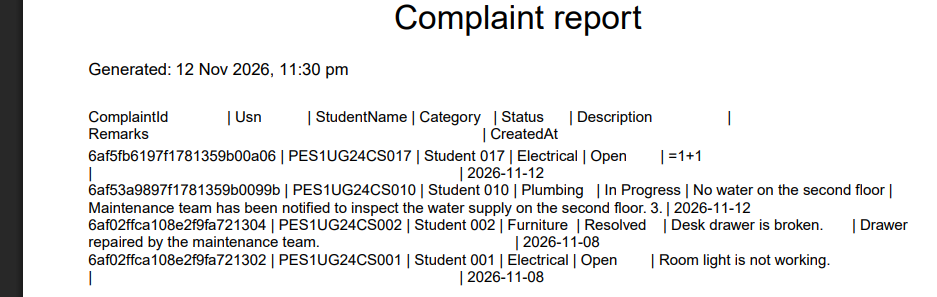 Complaint report
Generated: 12 Nov 2026, 11:30 pm
ComplaintId | Usn | StudentName | Category | Status | Description |
Remarks | CreatedAt
6af5fb6197f1781359b00a06 | PES1UG24CS017 | Student 017 | Electrical | Open | =1+1
| | 2026-11-12
6af53a9897f1781359b0099b | PES1UG24CS010 | Student 010 | Plumbing | In Progress | No water on the second floor |
Maintenance team has been notified to inspect the water supply on the second floor. 3. | 2026-11-12
6af02ffca108e2f9fa721304 | PES1UG24CS002 | Student 002 | Furniture | Resolved | Desk drawer is broken. | Drawer
repaired by the maintenance team. | 2026-11-08
6af02ffca108e2f9fa721302 | PES1UG24CS001 | Student 001 | Electrical | Open | Room light is not working.
| | 2026-11-08